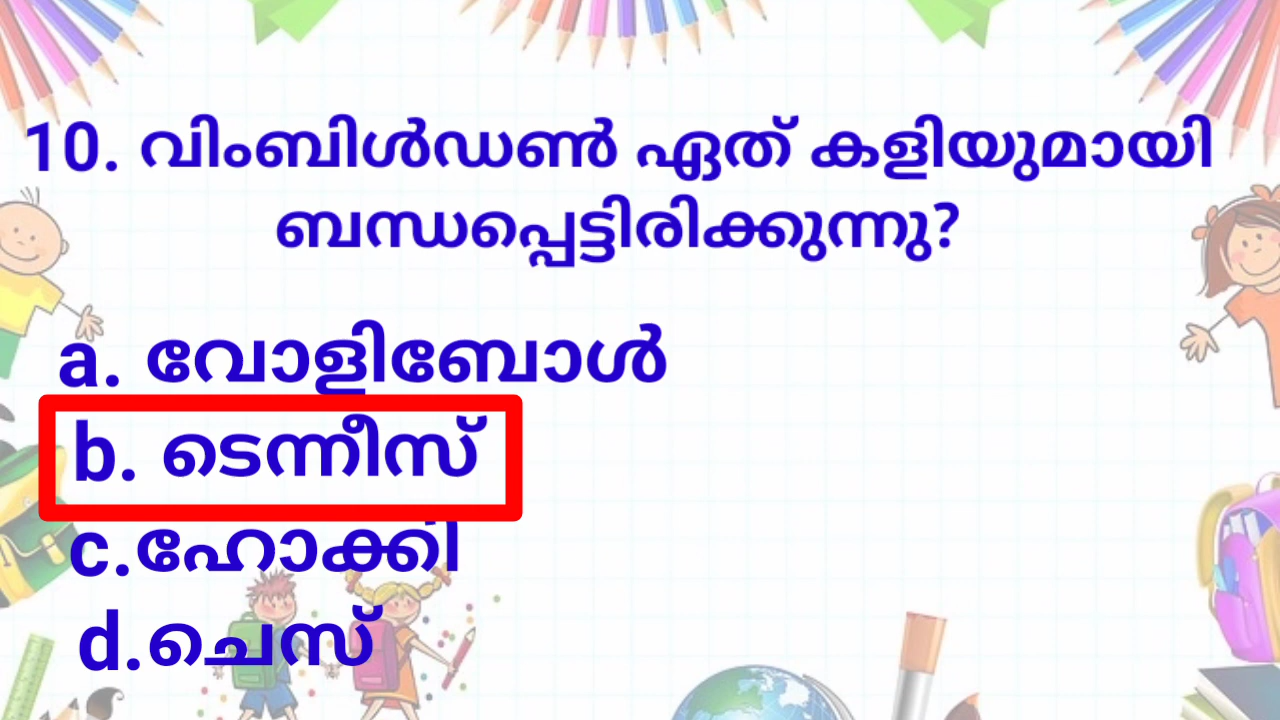 10. വിംബിൾഡൺ ഏത് കളിയുമായി
ബന്ധപ്പെട്ടിരിക്കുന്നു?
a. വോളിബോൾ
b. ടെന്നീസ്
c.ഹോക്കി
d.ചെസ്